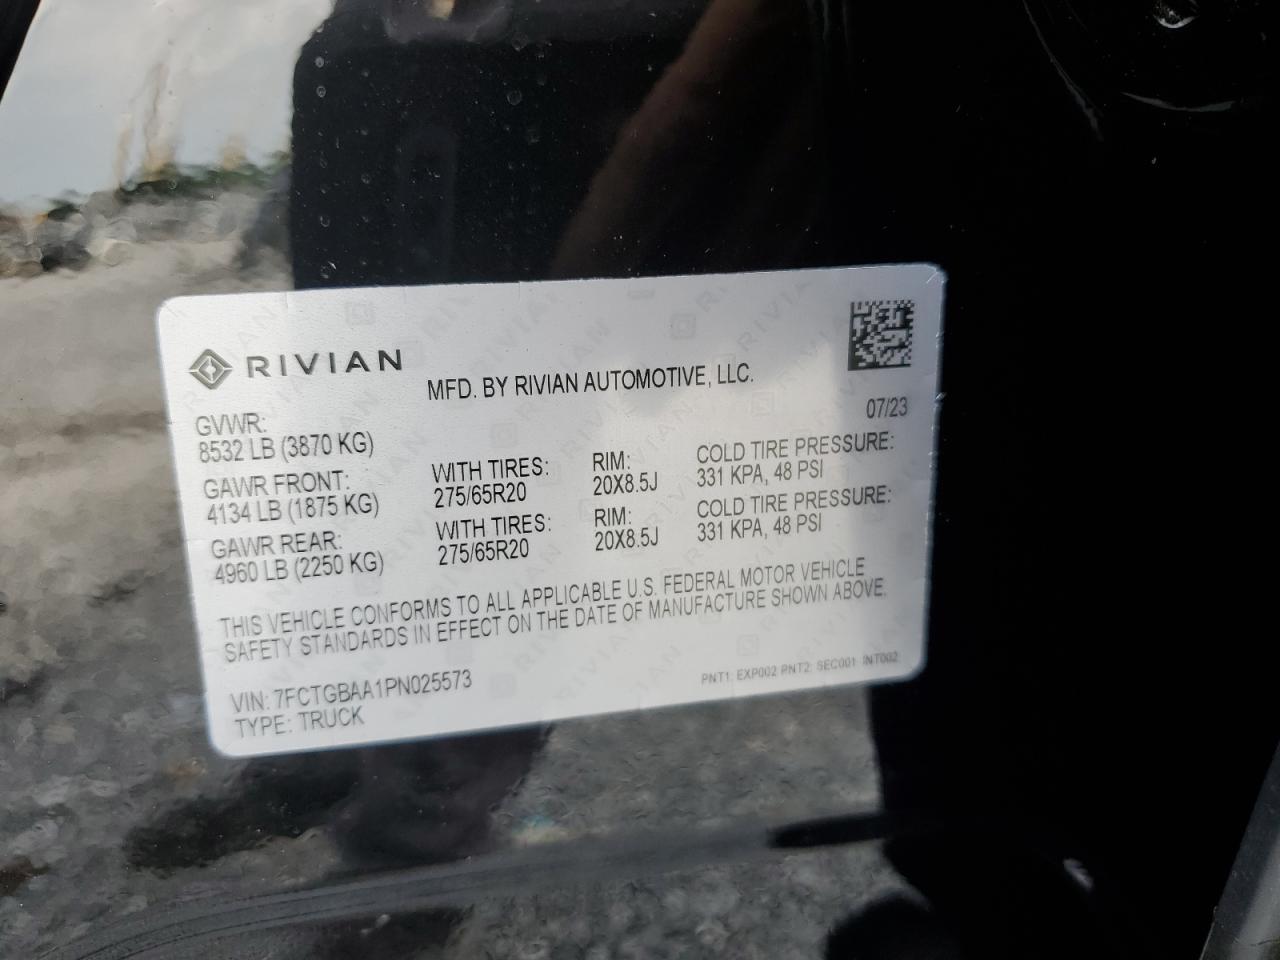 RIVIAN
MFD. BY RIVIAN AUTOMOTIVE, LLC.
07/23
GVWR:
8532 LB (3870 KG)
GAWR FRONT:
4134 LB (1875 KG)
WITH TIRES:
275/65R20
RIM:
20X8.5J
COLD TIRE PRESSURE:
331 KPA, 48 PSI
GAWR REAR:
4960 LB (2250 KG)
WITH TIRES:
275/65R20
RIM:
20X8.5J
COLD TIRE PRESSURE:
331 KPA, 48 PSI
THIS VEHICLE CONFORMS TO ALL APPLICABLE U.S. FEDERAL MOTOR VEHICLE
SAFETY STANDARDS IN EFFECT ON THE DATE OF MANUFACTURE SHOWN ABOVE.
VIN: 7FCTGBAA1PN025573
TYPE: TRUCK
PNT1: EXP002 PNT2: SEC001 INT002